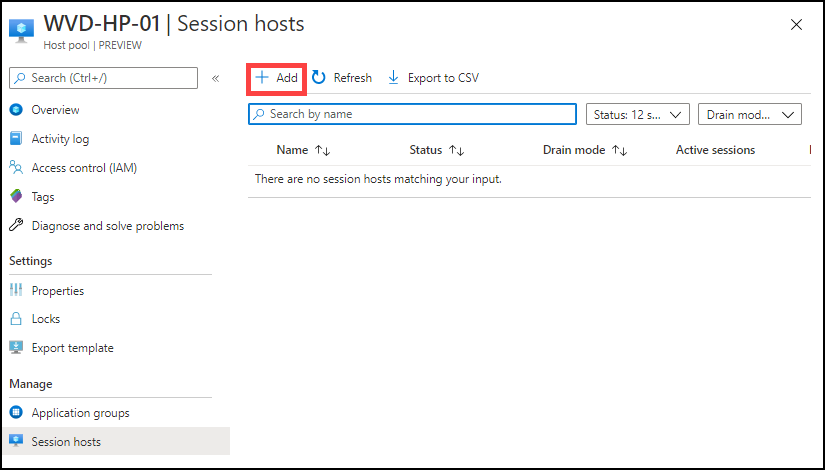 WVD-HP-01 | Session hosts
Host pool | PREVIEW
Search (Ctrl+/)
«
Overview
Activity log
Access control (IAM)
Tags
Diagnose and solve problems
Settings
Properties
Locks
Export template
Manage
Application groups
Session hosts
Add
Refresh
Export to CSV
Search by name
Status: 12 s...
Drain mod...
Name ↑↓ Status ↑↓ Drain mode ↑↓ Active sessions
There are no session hosts matching your input.